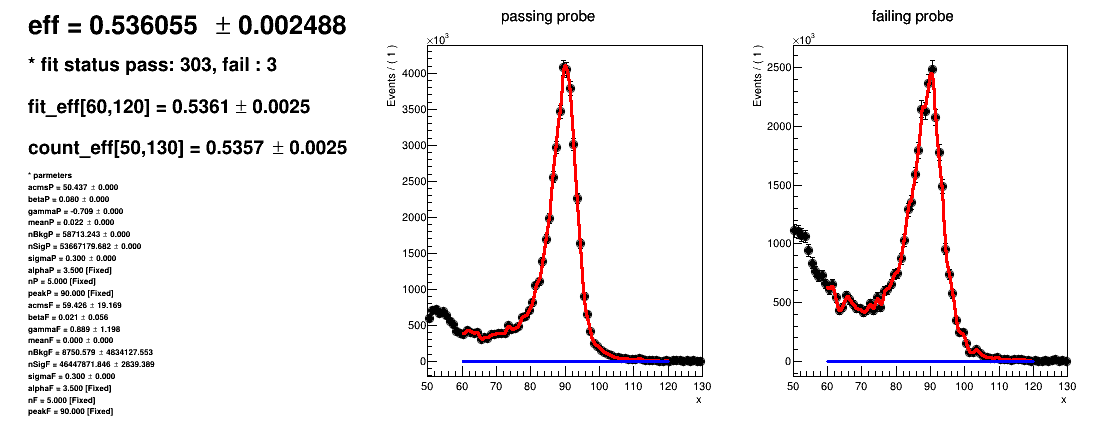 eff = 0.536055 ± 0.002488
* fit status pass: 303, fail : 3
fit_eff[60,120] = 0.5361 ± 0.0025
count_eff[50,130] = 0.5357 ± 0.0025
* parmeters
acmsP = 50.437 ± 0.000
betaP = 0.080 ± 0.000
gammaP = -0.709 ± 0.000
meanP = 0.022 ± 0.000
nBkgP = 58713.243 ± 0.000
nSigP = 53667179.682 ± 0.000
sigmaP = 0.300 ± 0.000
alphaP = 3.500 [Fixed]
nP = 5.000 [Fixed]
peakP = 90.000 [Fixed]
acmsF = 59.426 ± 19.169
betaF = 0.021 ± 0.056
gammaF = 0.889 ± 1.198
meanF = 0.000 ± 0.000
nBkgF = 8750.579 ± 4834127.553
nSigF = 46447871.846 ± 2839.389
sigmaF = 0.300 ± 0.000
alphaF = 3.500 [Fixed]
nF = 5.000 [Fixed]
peakF = 90.000 [Fixed]
passing probe
×10³
Events / ( 1 )
4000
3500
3000
2500
2000
1500
1000
500
0
50 60 70 80 90 100 110 120 130
x
failing probe
×10³
Events / ( 1 )
2500
2000
1500
1000
500
0
50 60 70 80 90 100 110 120 130
x